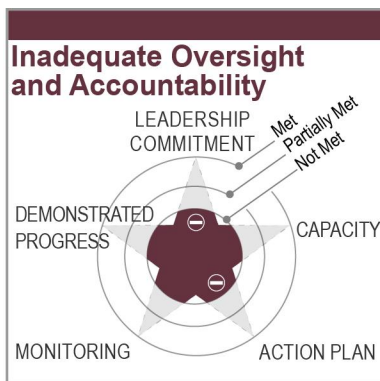 Inadequate Oversight
and Accountability
LEADERSHIP
COMMITMENT
Met
Partially Met
Not Met
DEMONSTRATED
PROGRESS
CAPACITY
MONITORING
ACTION PLAN